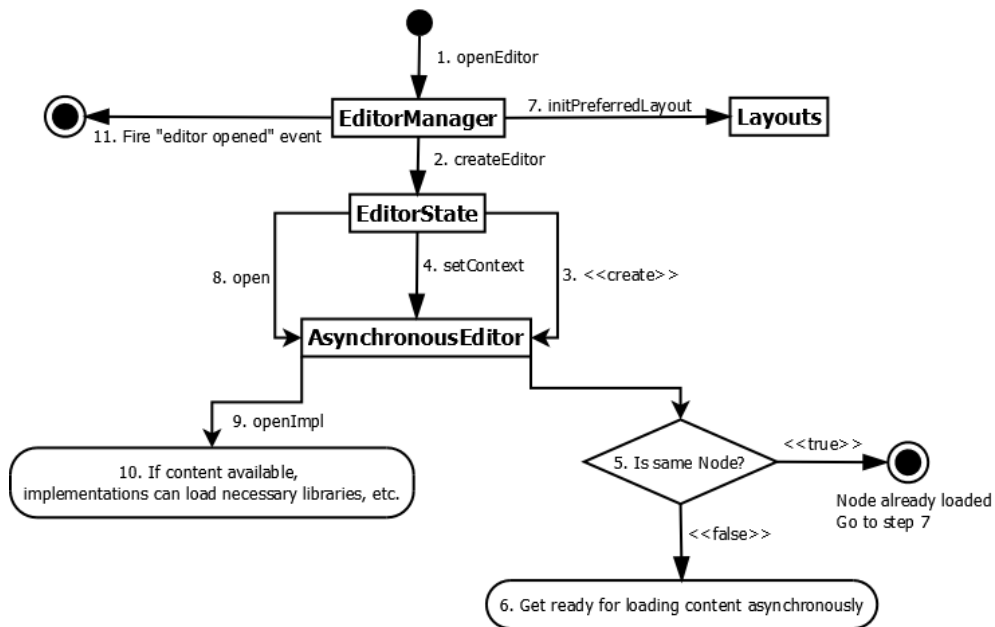 1. openEditor
EditorManager
7. initPreferredLayout
Layouts
11. Fire "editor opened" event
2. createEditor
EditorState
8. open
4. setContext
3. <<create>>
AsynchronousEditor
9. openImpl
10. If content available,
implementations can load necessary libraries, etc.
5. Is same Node?
<<true>>
Node already loaded
Go to step 7
<<false>>
6. Get ready for loading content asynchronously